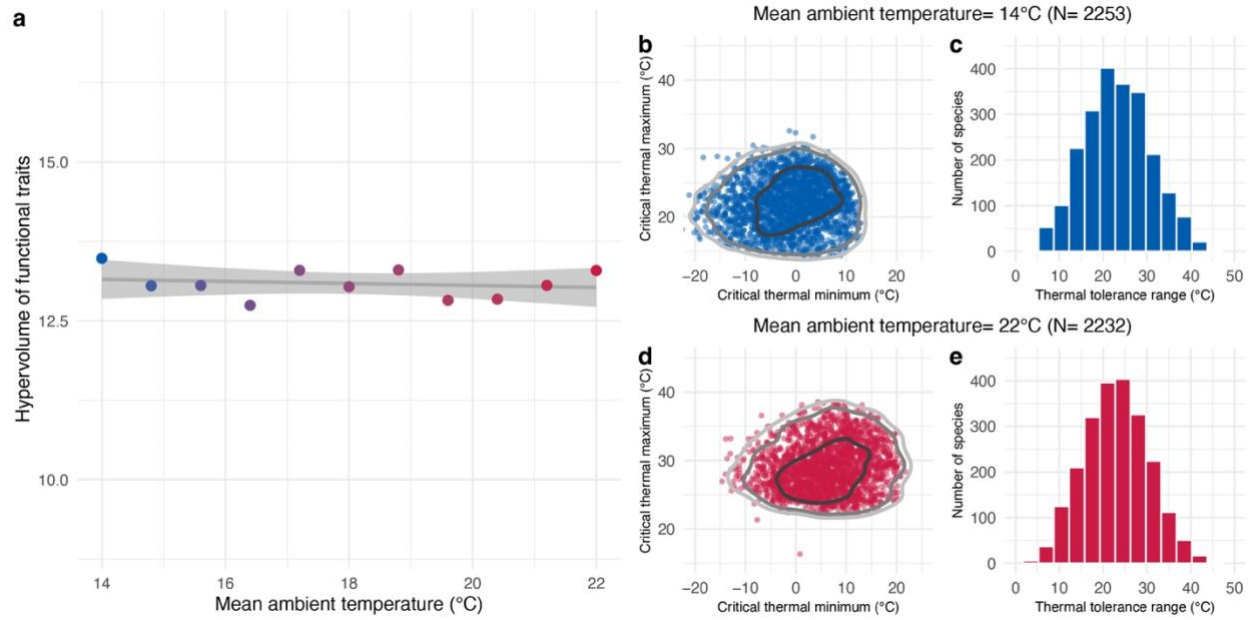 a
Hypervolume of functional traits
15.0
12.5
10.0
14 16 18 20 22
Mean ambient temperature (°C)
Mean ambient temperature= 14°C (N= 2253)
b
Critical thermal maximum (°C)
40
30
20
−20 −10 0 10 20
Critical thermal minimum (°C)
c
Number of species
400
300
200
100
0
0 10 20 30 40 50
Thermal tolerance range (°C)
Mean ambient temperature= 22°C (N= 2232)
d
Critical thermal maximum (°C)
40
30
20
−20 −10 0 10 20
Critical thermal minimum (°C)
e
Number of species
400
300
200
100
0
0 10 20 30 40 50
Thermal tolerance range (°C)